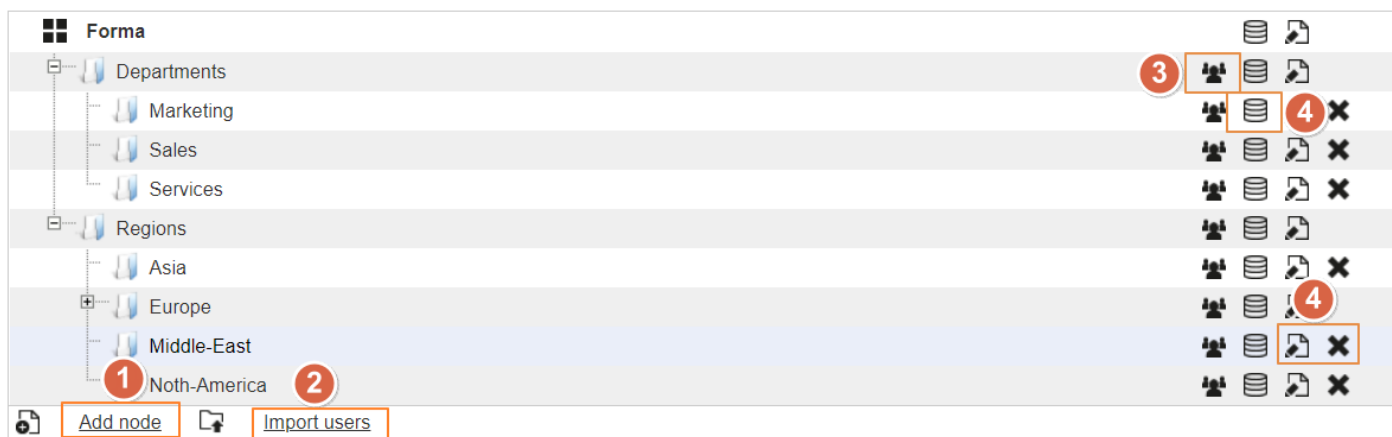 Forma
Departments
3
Marketing
4
Sales
Services
Regions
Asia
Europe
4
Middle-East
1
Noth-America
2
Add node Import users